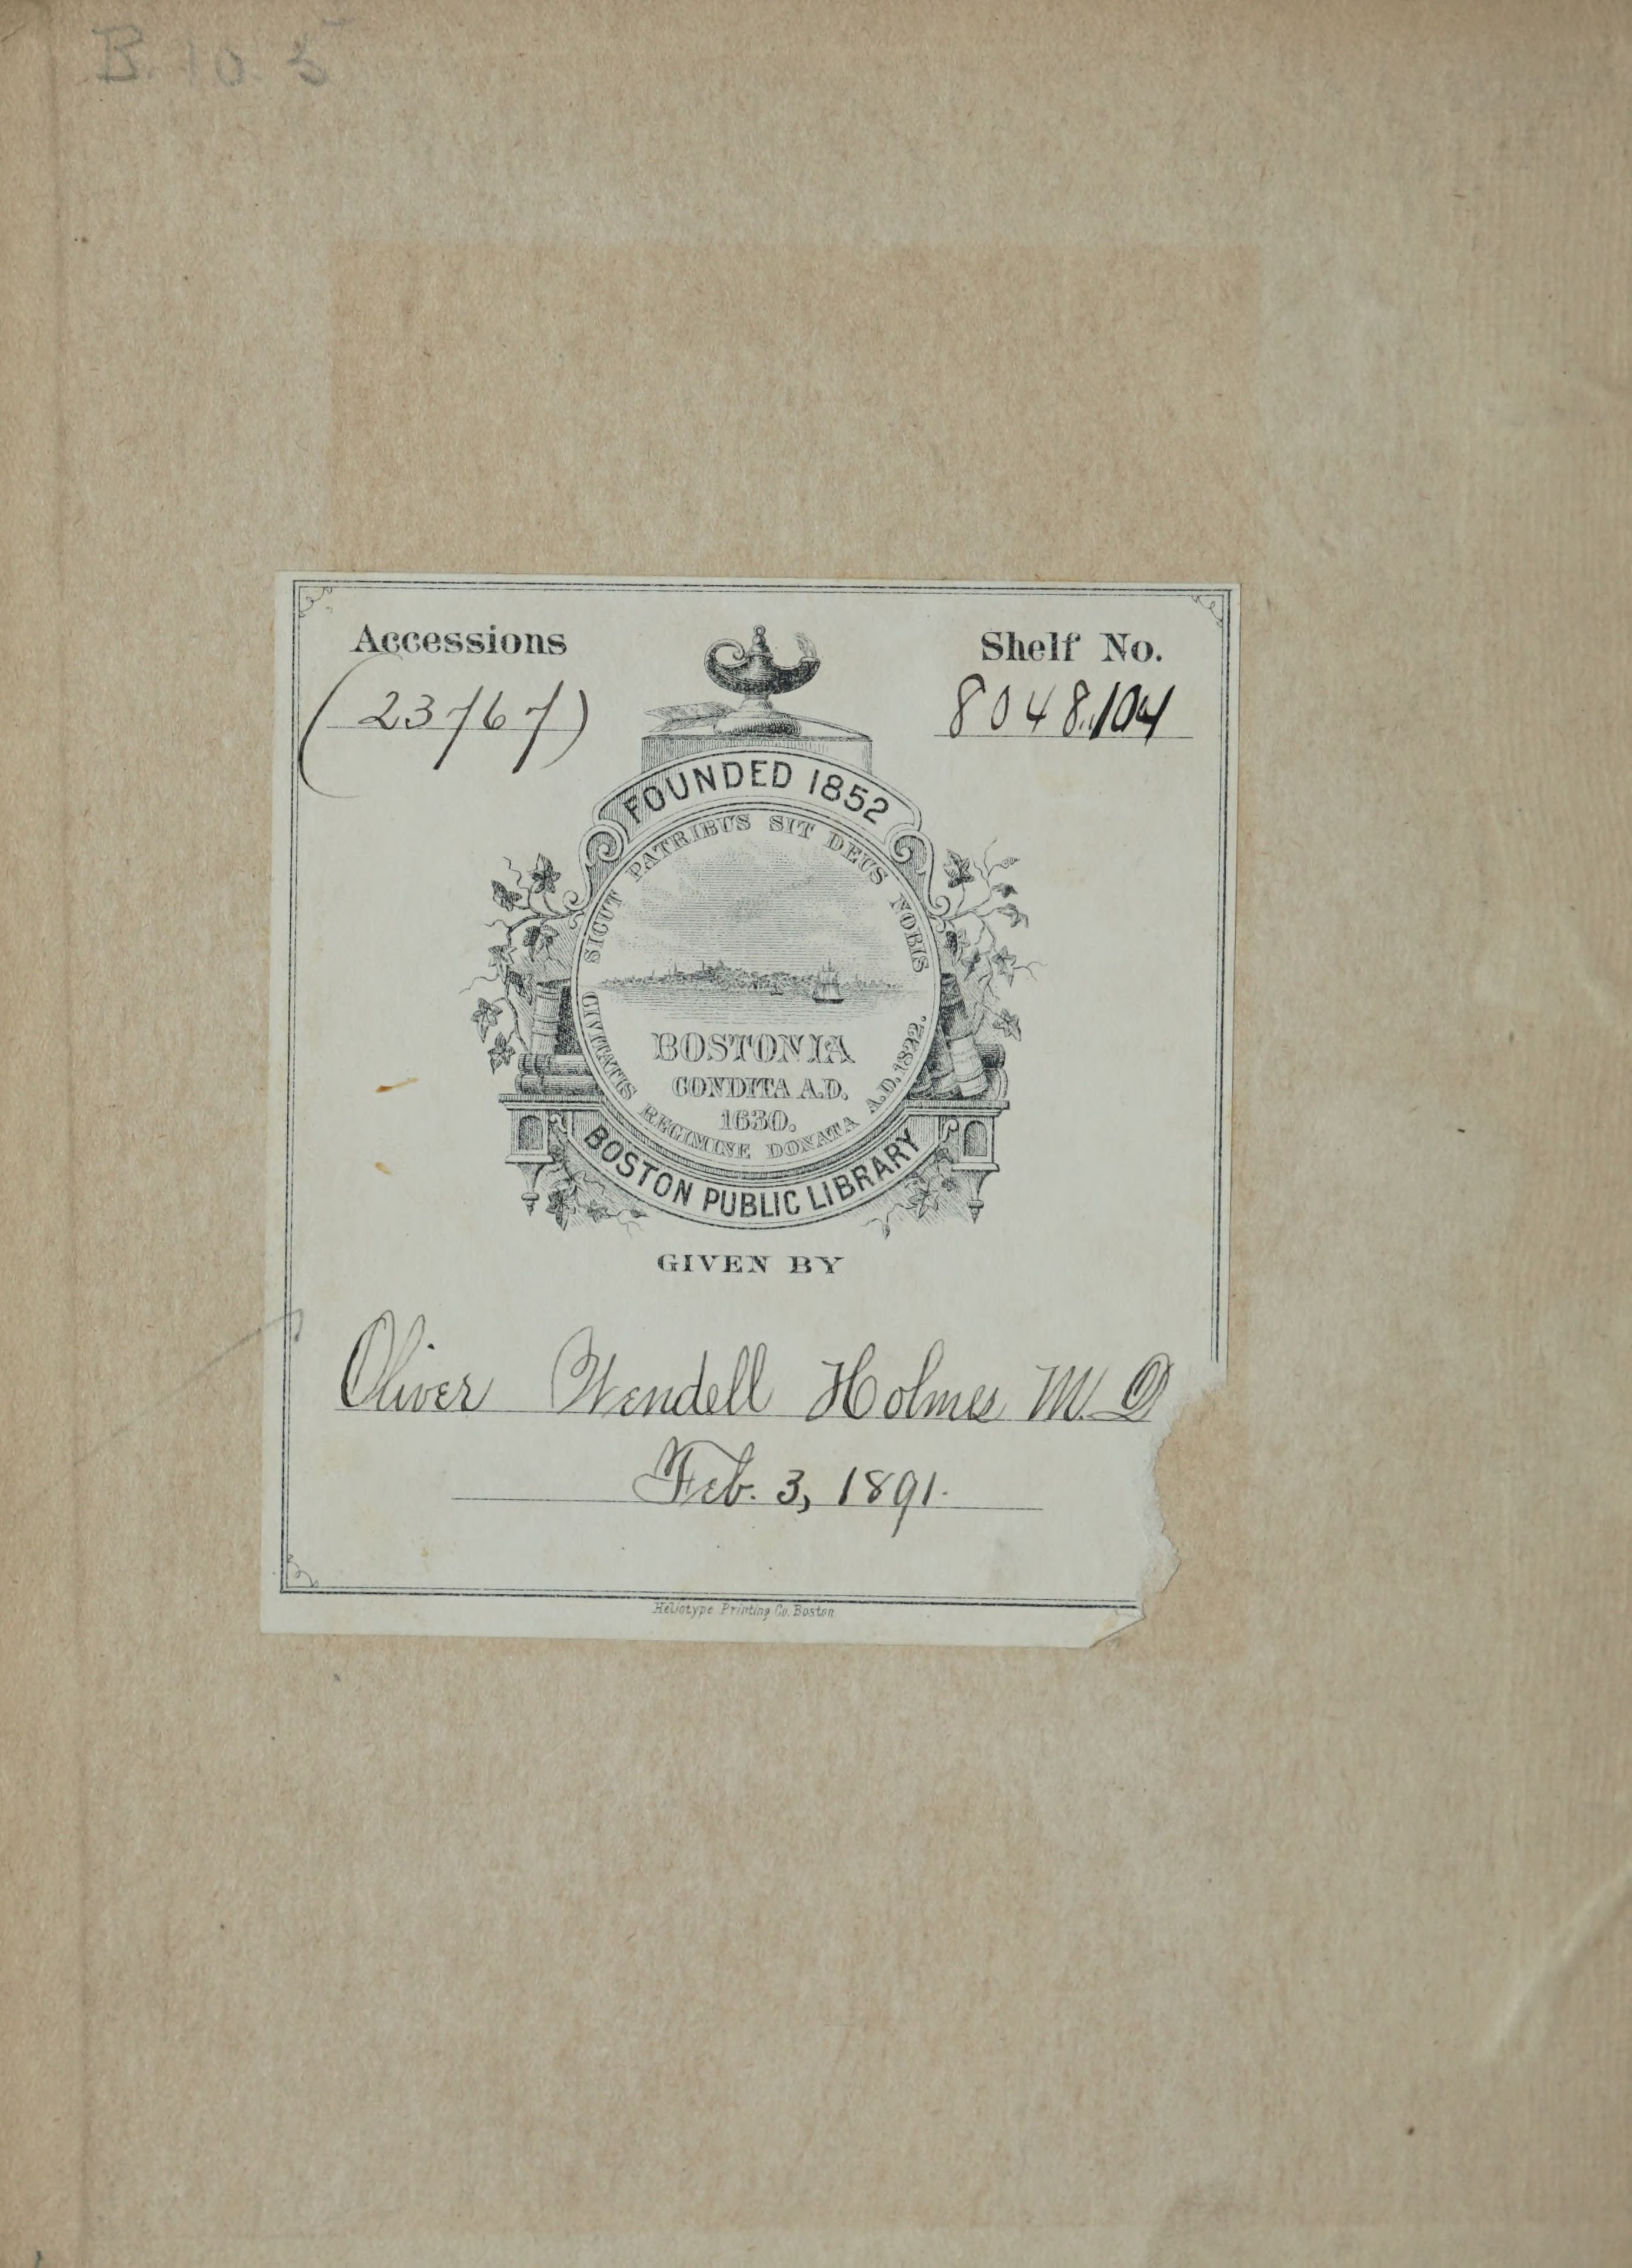 B.10.5
Accessions
(23767)
Shelf No.
8048.104
FOUNDED 1852
SICUT PATRIBUS SIT DEUS NOBIS
BOSTONIA
CONDITA A.D.
1630.
CIVITATIS REGIMINE DONATA A.D. 1822.
BOSTON PUBLIC LIBRARY
GIVEN BY
Oliver Wendell Holmes M.D
Feb. 3, 1891.
Heliotype Printing Co. Boston.